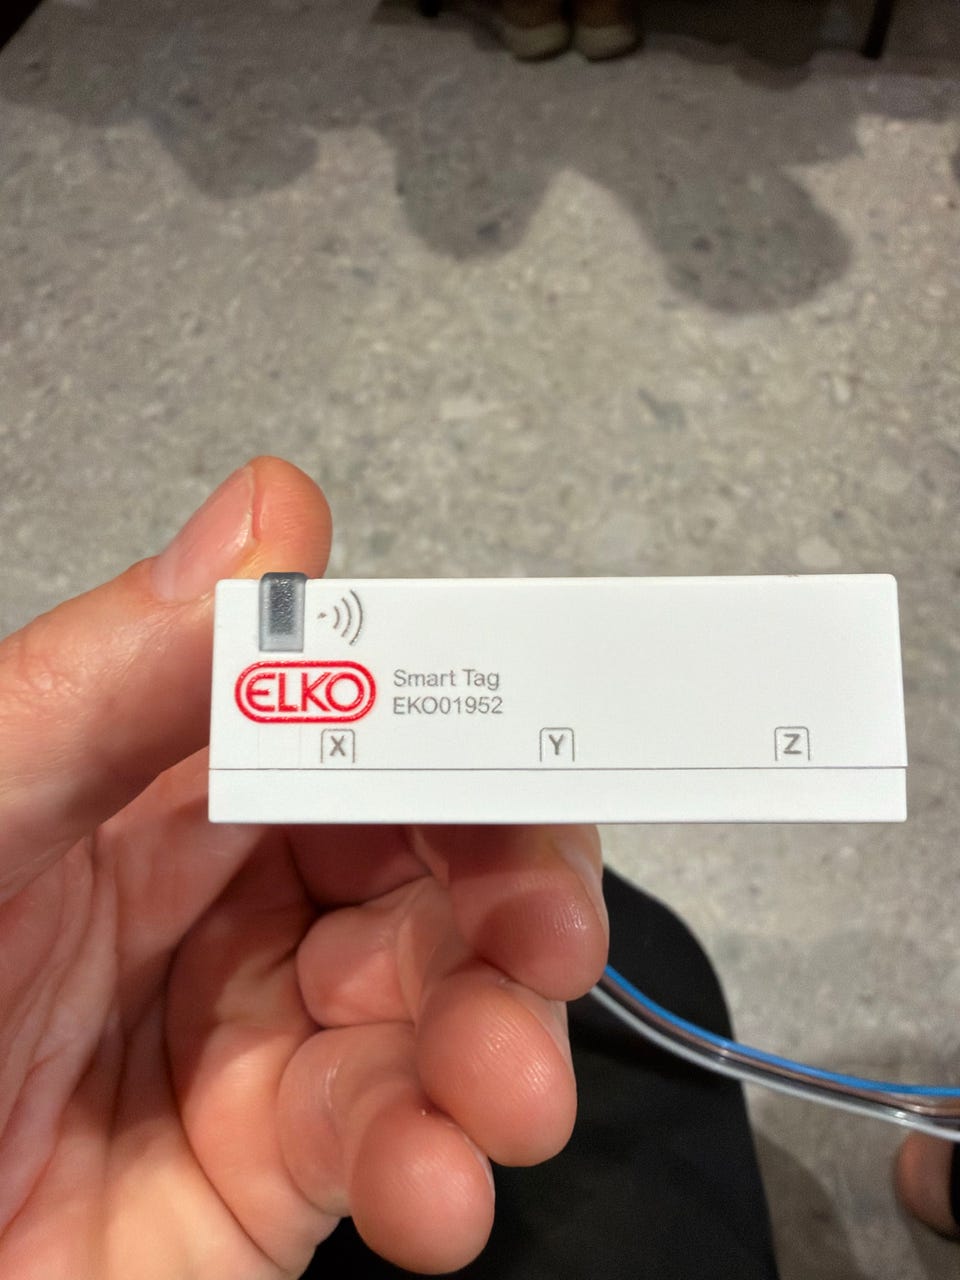 ELKO
Smart Tag
EKO01952
X Y Z